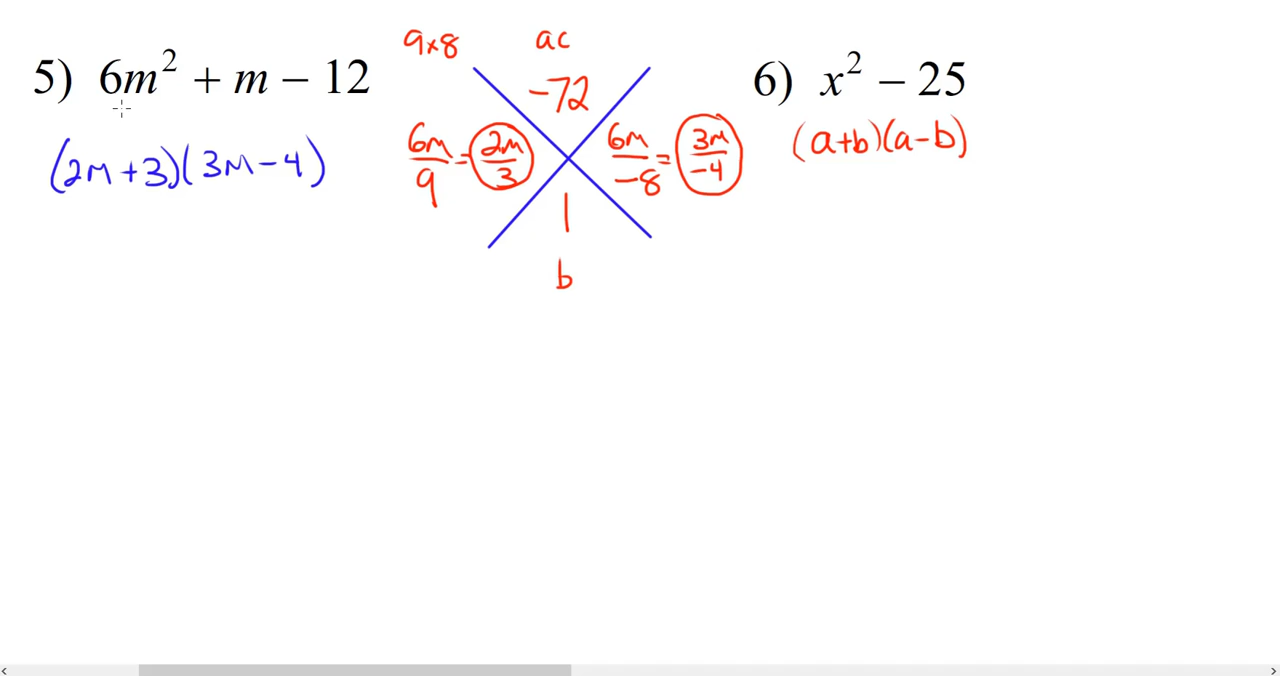 5) 6m² + m − 12
(2m+3)(3m−4)
9x8
ac
−72
6m/9 = 2m/3
6m/−8 = 3m/−4
1
b
6) x² − 25
(a+b)(a−b)